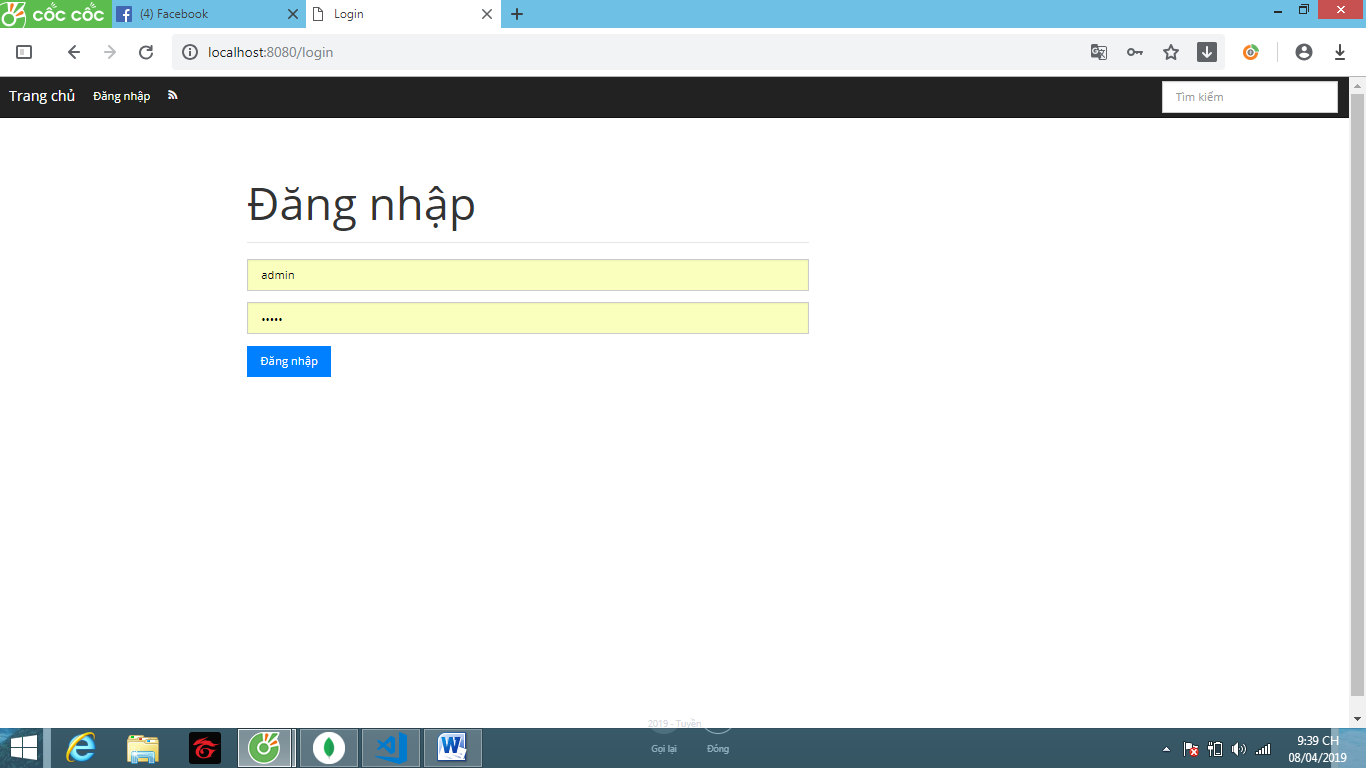 cốc cốc
(4) Facebook
Login
localhost:8080/login
Trang chủ
Đăng nhập
Tìm kiếm
Đăng nhập
admin
•••••
Đăng nhập
2019 - Tuyền
Gọi lại
Đóng
9:39 CH
08/04/2019